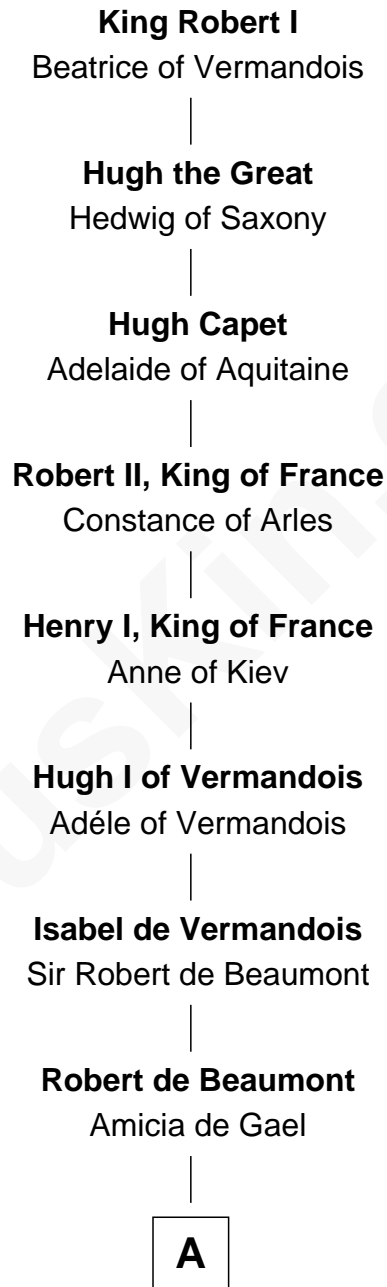 King Robert I
Beatrice of Vermandois
Hugh the Great
Hedwig of Saxony
Hugh Capet
Adelaide of Aquitaine
Robert II, King of France
Constance of Arles
Henry I, King of France
Anne of Kiev
Hugh I of Vermandois
Adéle of Vermandois
Isabel de Vermandois
Sir Robert de Beaumont
Robert de Beaumont
Amicia de Gael
A